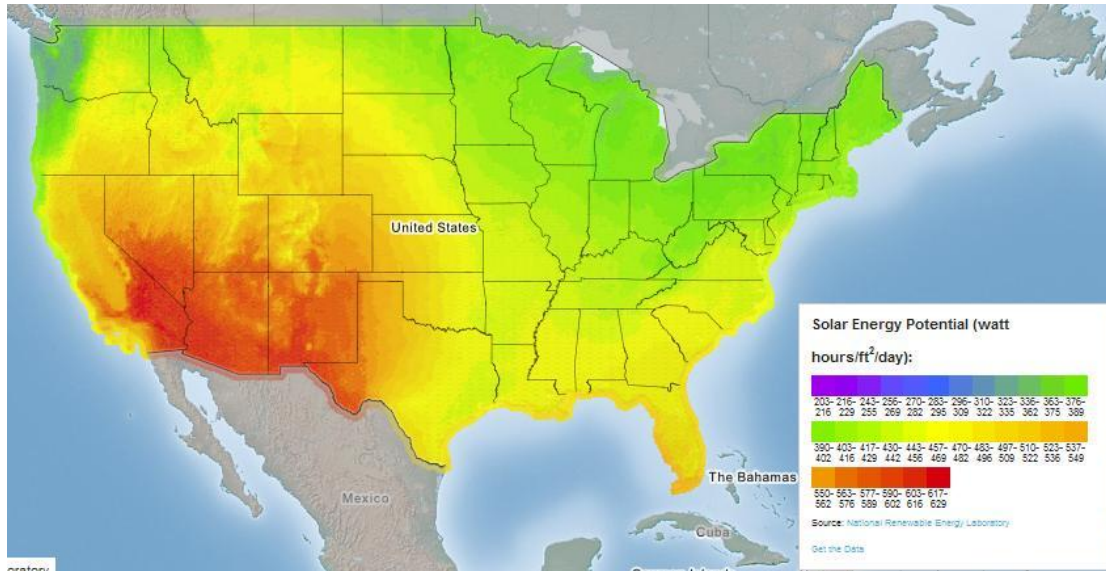 United States
Mexico
The Bahamas
Cuba
Solar Energy Potential (watt
hours/ft²/day):
203- 216- 243- 256- 270- 283- 296- 310- 323- 336- 363- 376-
216 229 255 269 282 295 309 322 335 362 375 389
390- 403- 417- 430- 443- 457- 470- 483- 497- 510- 523- 537-
402 416 429 442 456 469 482 496 509 522 536 549
550- 563- 577- 590- 603- 617-
562 576 589 602 616 629
Source: National Renewable Energy Laboratory
Get the Data